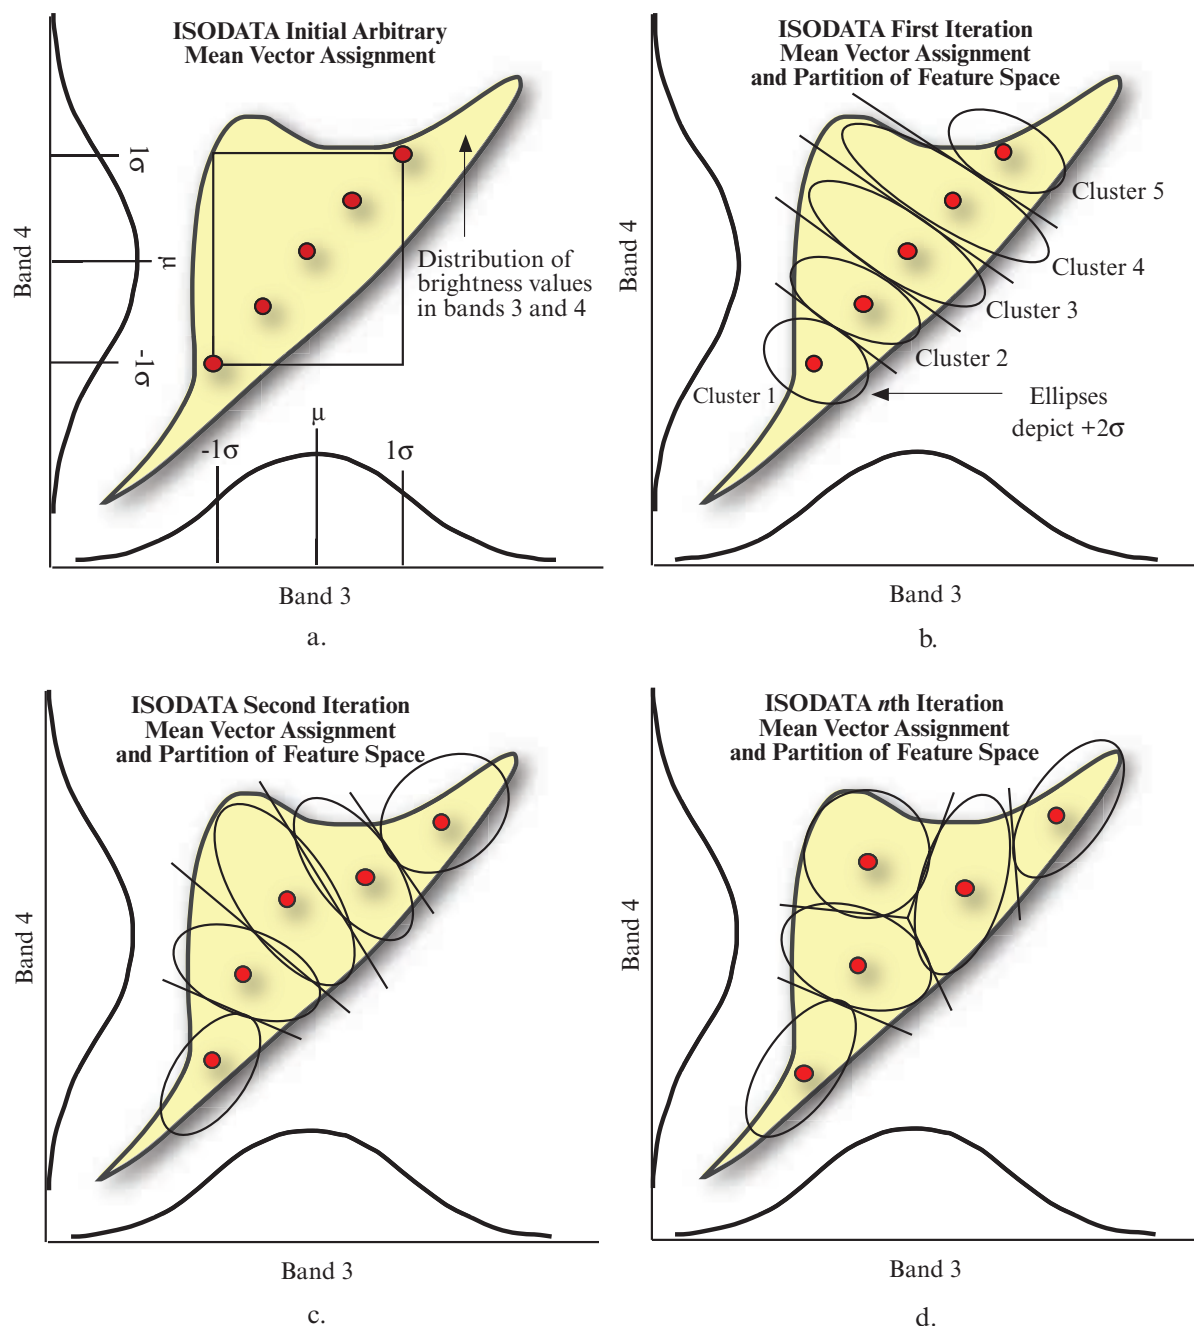 ISODATA Initial Arbitrary
Mean Vector Assignment
1σ
μ
-1σ
Band 4
Distribution of
brightness values
in bands 3 and 4
-1σ
μ
1σ
Band 3
a.
ISODATA First Iteration
Mean Vector Assignment
and Partition of Feature Space
Band 4
Cluster 5
Cluster 4
Cluster 3
Cluster 2
Cluster 1
Ellipses
depict +2σ
Band 3
b.
ISODATA Second Iteration
Mean Vector Assignment
and Partition of Feature Space
Band 4
Band 3
c.
ISODATA nth Iteration
Mean Vector Assignment
and Partition of Feature Space
Band 4
Band 3
d.